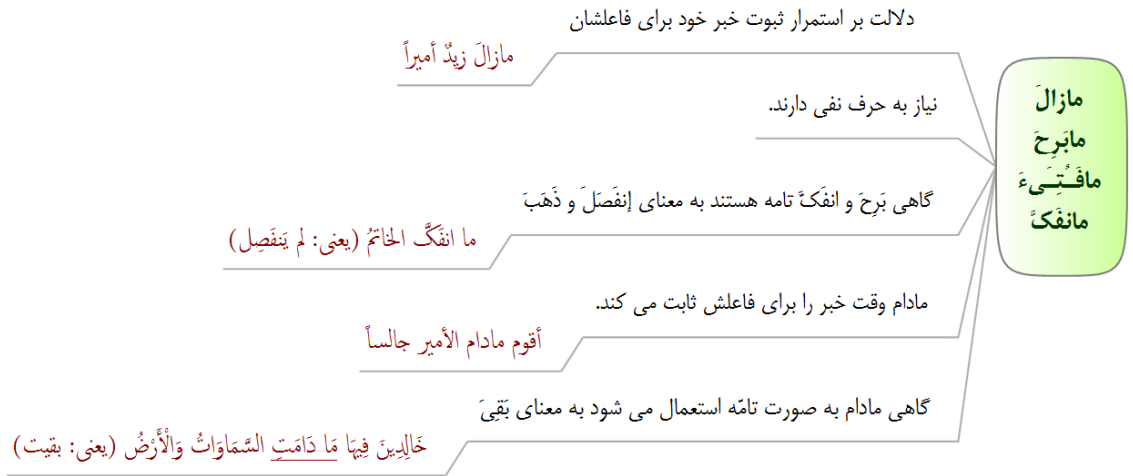 مازالَ
مابَرِحَ
مافَـُتِـَىءَ
مانفَکَّ
دلالت بر استمرار ثبوت خبر خود برای فاعلشان
مازالَ زیدٌ أمیراً
نیاز به حرف نفی دارند.
گاهی بَرِحَ و انفَکَّ تامه هستند به معنای إنفَصَلَ و ذَهَبَ
ما انفَکَّ الخاتمُ (یعنی: لم یَنفَصِل)
مادام وقت خبر را برای فاعلش ثابت می کند.
أقوم مادام الأمیر جالساً
گاهی مادام به صورت تامّه استعمال می شود به معنای بَقِیَ
خَالِدِينَ فِيهَا مَا دَامَتِ السَّمَاوَاتُ وَالْأَرْضُ (یعنی: بقیت)